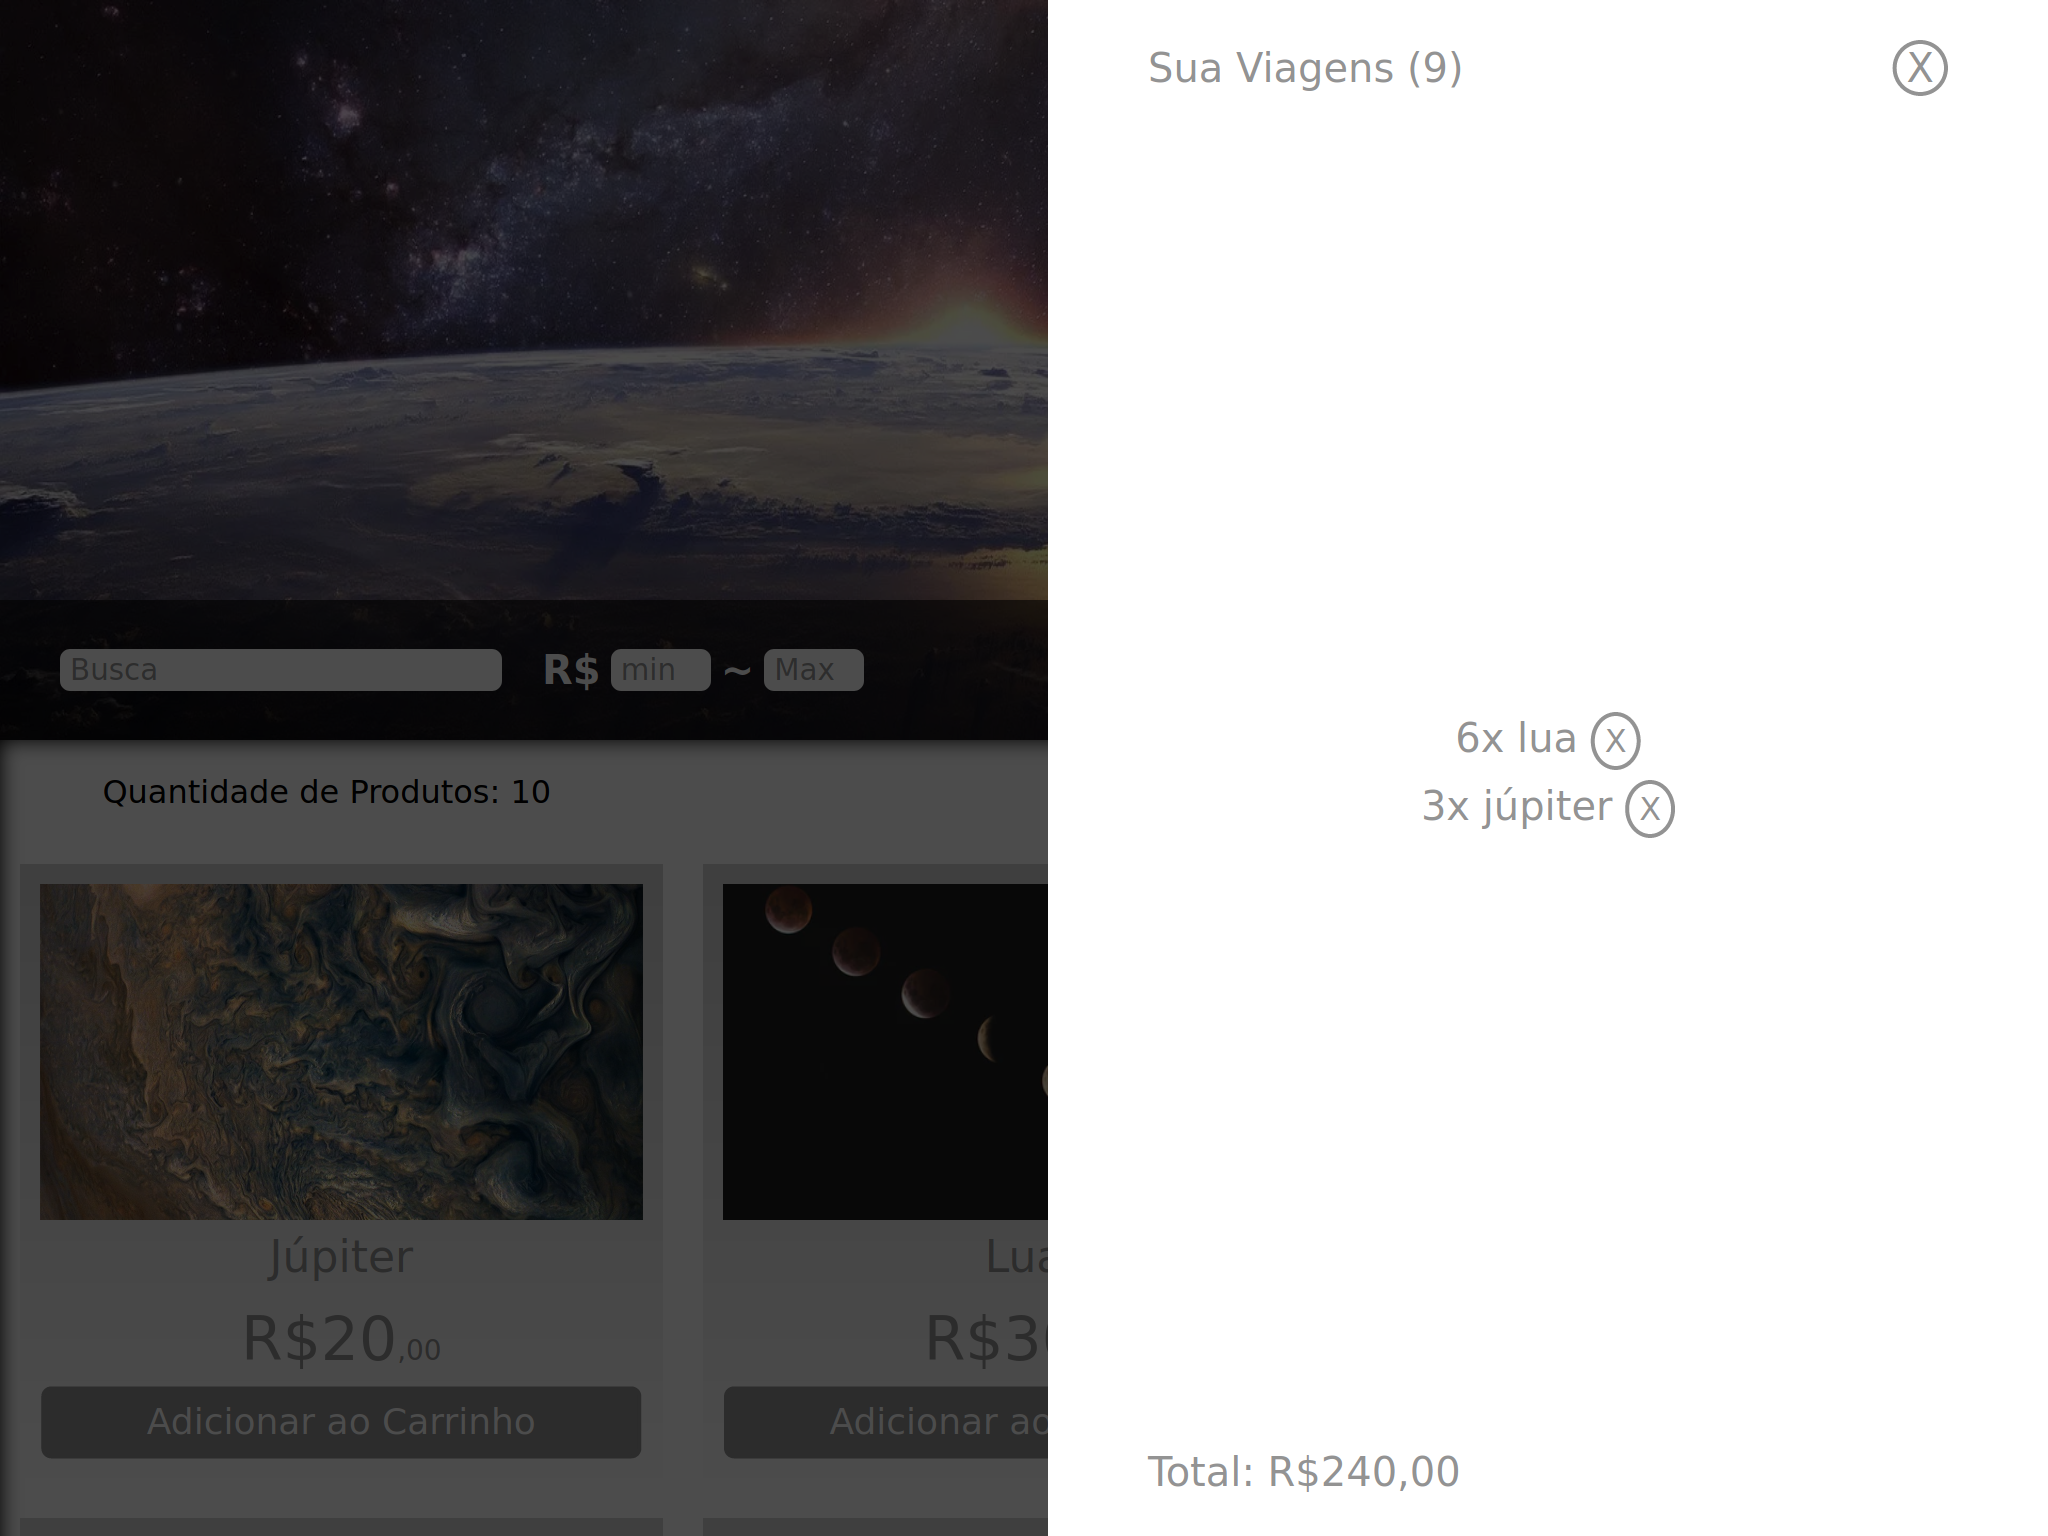 Sua Viagens (9)
X
Busca
R$ min ~ Max
Quantidade de Produtos: 10
6x lua X
3x júpiter X
Júpiter
R$20,00
Adicionar ao Carrinho
Lua
R$30
Adicionar ao
Total: R$240,00